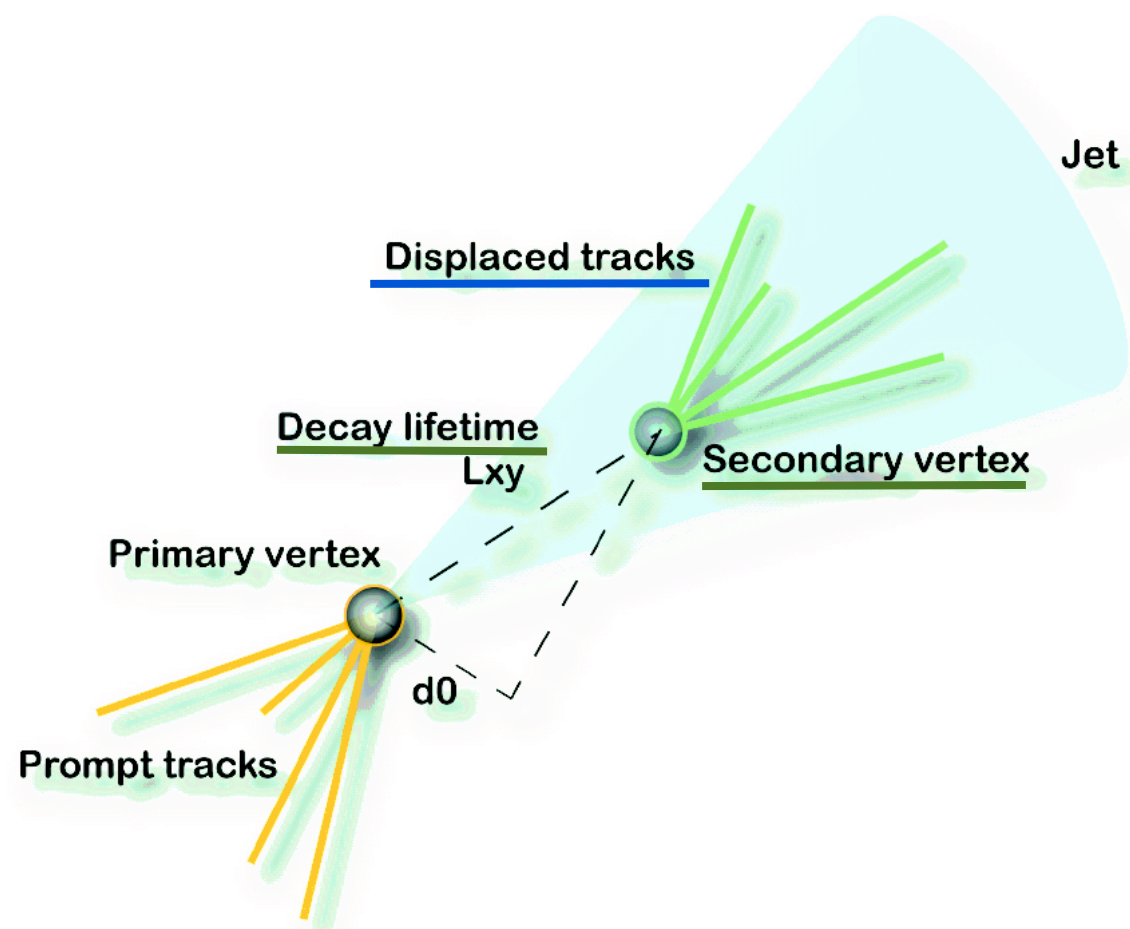 Jet
Displaced tracks
Decay lifetime
Lxy
Secondary vertex
Primary vertex
d0
Prompt tracks